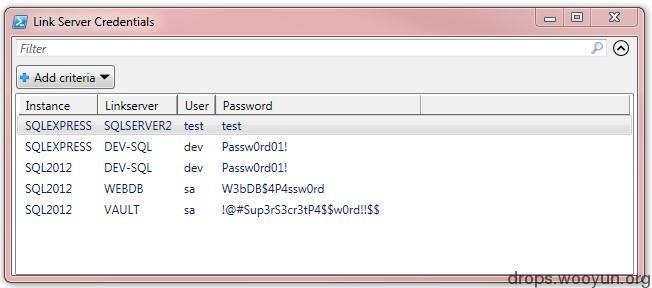 Link Server Credentials
Filter
Add criteria
Instance Linkserver User Password
SQLEXPRESS SQLSERVER2 test test
SQLEXPRESS DEV-SQL dev Passw0rd01!
SQL2012 DEV-SQL dev Passw0rd01!
SQL2012 WEBDB sa W3bDB$4P4ssw0rd
SQL2012 VAULT sa !@#Sup3rS3cr3tP4$$w0rd!!$$
drops.wooyun.org